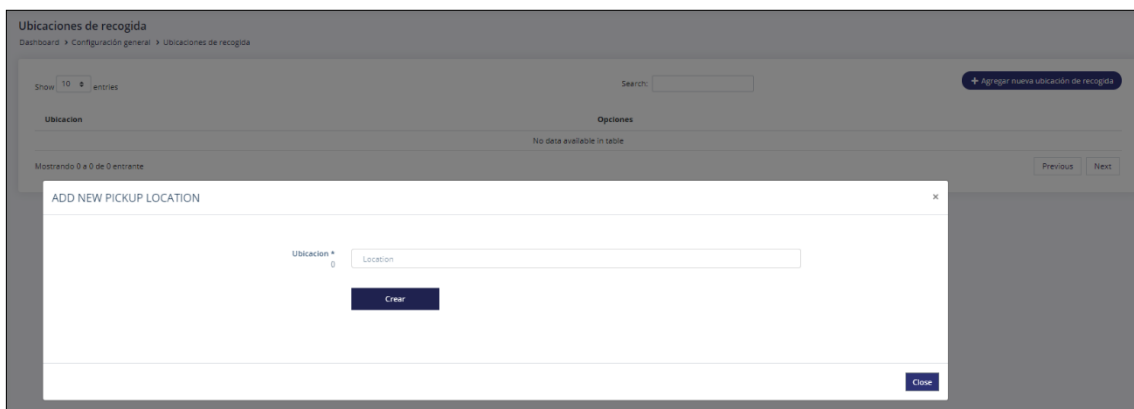 Ubicaciones de recogida
Dashboard > Configuración general > Ubicaciones de recogida
Show 10 entries
Search:
+ Agregar nueva ubicación de recogida
Ubicacion
Opciones
No data available in table
Mostrando 0 a 0 de 0 entrante
Previous
Next
ADD NEW PICKUP LOCATION
×
Ubicacion *
0
Location
Crear
Close